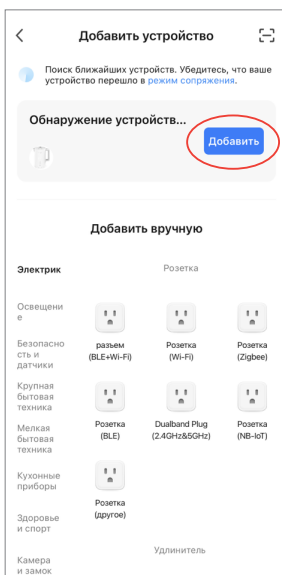 Добавить устройство
Поиск ближайших устройств. Убедитесь, что ваше
устройство перешло в режим сопряжения.
Обнаружение устройств...
Добавить
Добавить вручную
Электрик
Розетка
Освещени
е
разъем
(BLE+Wi-Fi)
Розетка
(Wi-Fi)
Розетка
(Zigbee)
Безопасно
сть и
датчики
Крупная
бытовая
техника
Розетка
(BLE)
Dualband Plug
(2.4GHz&5GHz)
Розетка
(NB-IoT)
Мелкая
бытовая
техника
Кухонные
приборы
Розетка
(другое)
Здоровье
и спорт
Удлинитель
Камера
и замок